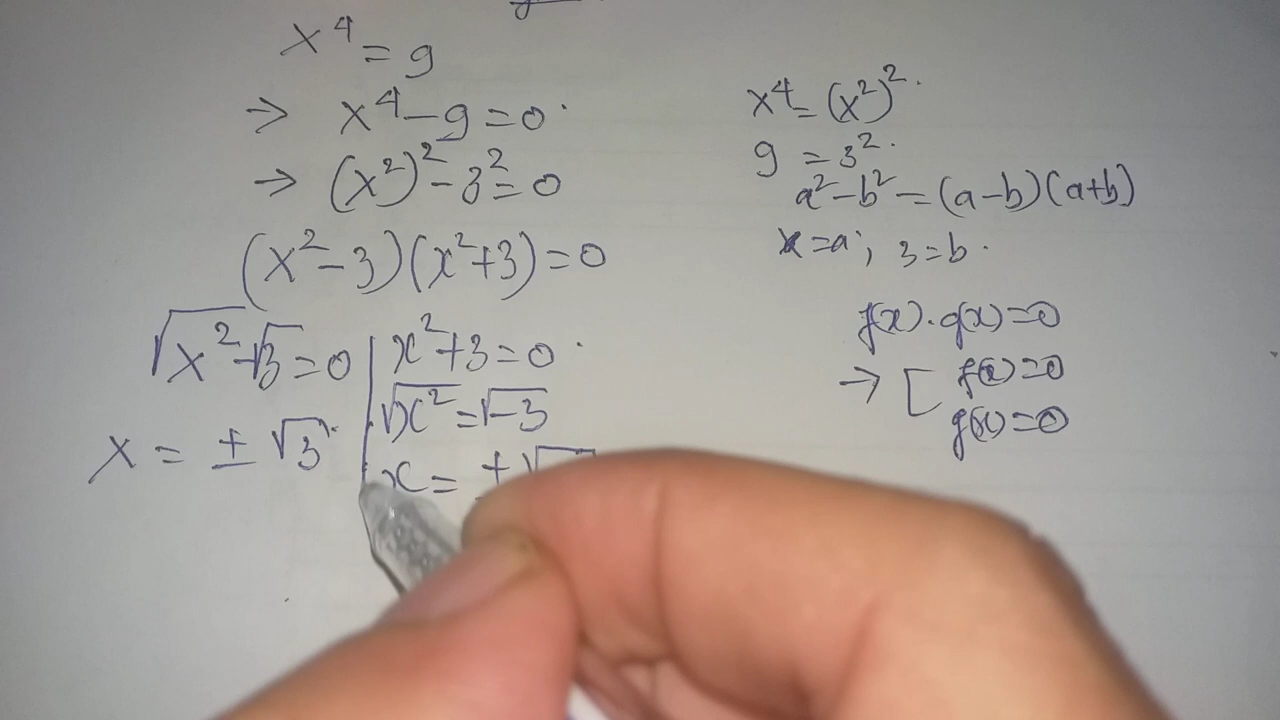 x⁴ = 9
→ x⁴ - 9 = 0
→ (x²)² - 3² = 0
(x² - 3)(x² + 3) = 0
√x² - √3 = 0
x = ± √3
x² + 3 = 0
√x² = √-3
x = ± √
x⁴ = (x²)²
9 = 3²
a² - b² = (a-b)(a+b)
x = a; 3 = b
f(x) . g(x) = 0
→ [ f(x) = 0
g(x) = 0